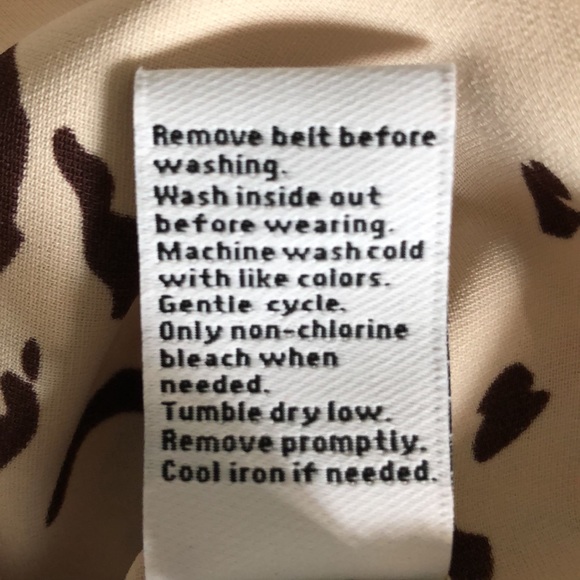 Remove belt before
washing.
Wash inside out
before wearing.
Machine wash cold
with like colors.
Gentle cycle.
Only non-chlorine
bleach when
needed.
Tumble dry low.
Remove promptly.
Cool iron if needed.